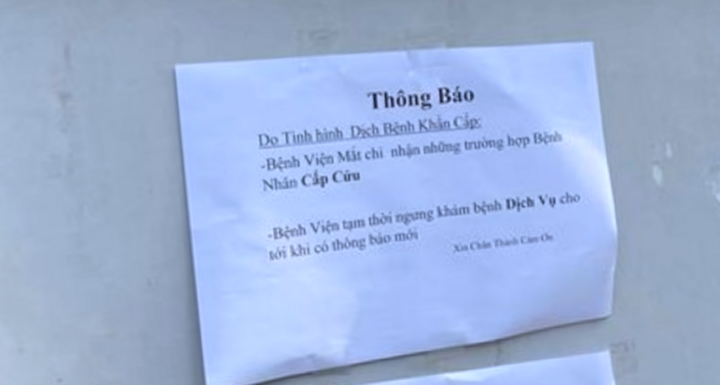 Thông Báo
Do Tình hình Dịch Bệnh Khẩn Cấp:
-Bệnh Viện Mắt chỉ nhận những trường hợp Bệnh
Nhân Cấp Cứu
-Bệnh Viện tạm thời ngưng khám bệnh Dịch Vụ cho
tới khi có thông báo mới
Xin Chân Thành Cám Ơn